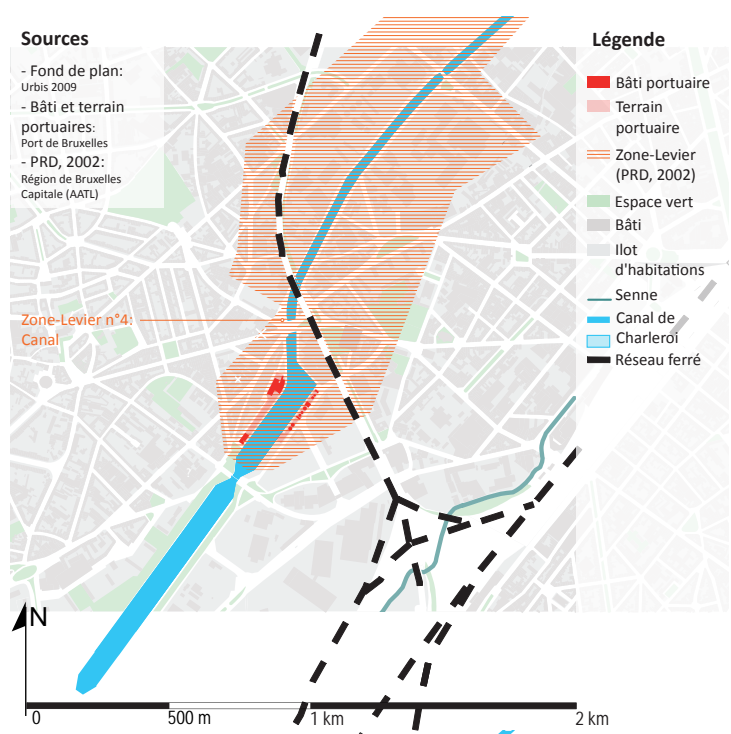 Sources
- Fond de plan:
Urbis 2009
- Bâti et terrain
portuaires:
Port de Bruxelles
- PRD, 2002:
Région de Bruxelles
Capitale (AATL)
Légende
Bâti portuaire
Terrain
portuaire
Zone-Levier
(PRD, 2002)
Espace vert
Bâti
Ilot
d'habitations
Senne
Canal de
Charleroi
Réseau ferré
Zone-Levier n°4:
Canal
N
0 500 m 1 km 2 km